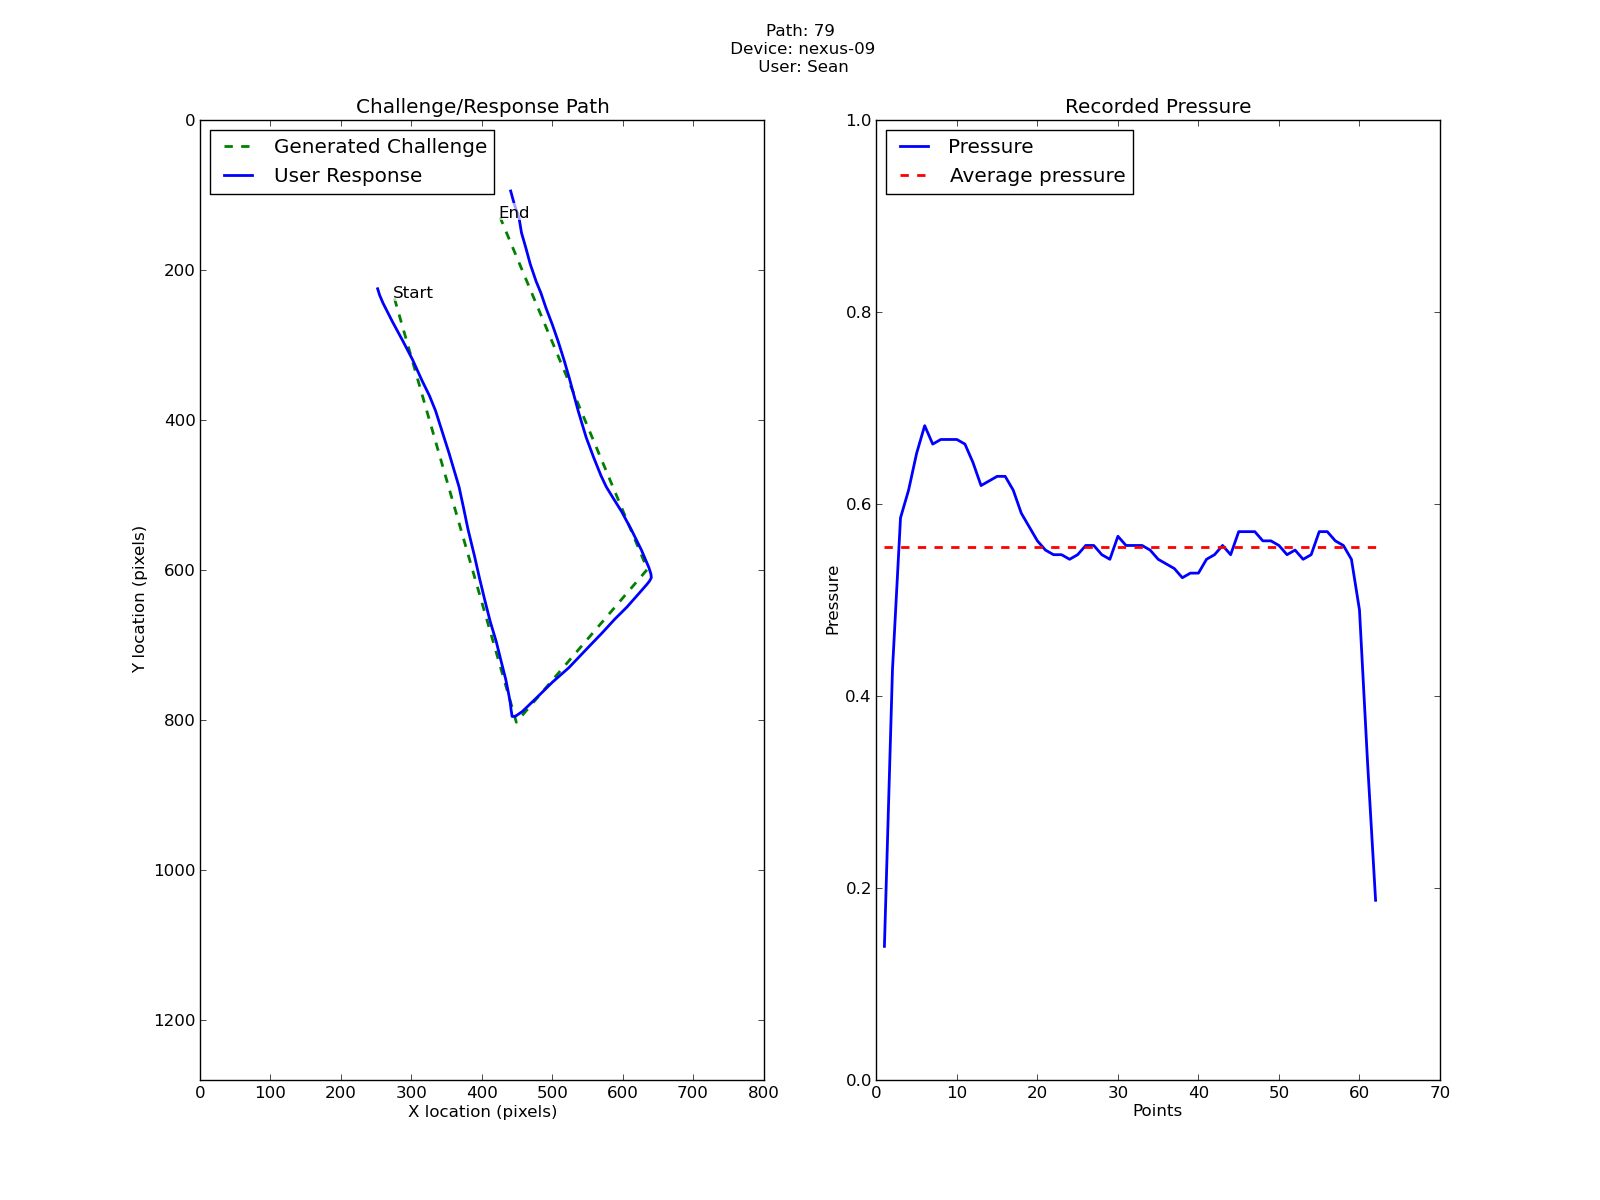 Path: 79
Device: nexus-09
User: Sean
Challenge/Response Path
Generated Challenge
User Response
Start
End
0
200
400
600
800
1000
1200
Y location (pixels)
0 100 200 300 400 500 600 700 800
X location (pixels)
Recorded Pressure
Pressure
Average pressure
1.0
0.8
0.6
0.4
0.2
0.0
Pressure
0 10 20 30 40 50 60 70
Points